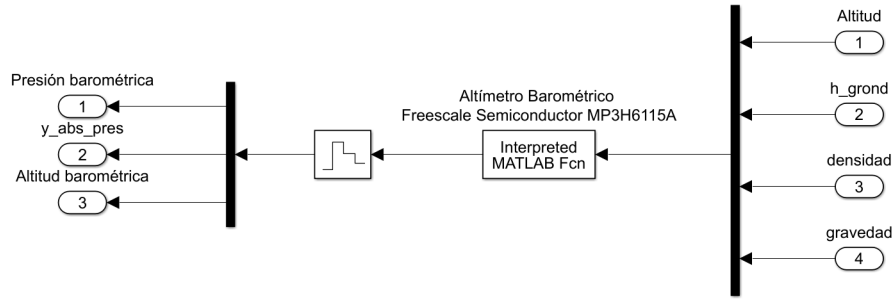 Presión barométrica
1
y_abs_pres
2
Altitud barométrica
3
Altímetro Barométrico
Freescale Semiconductor MP3H6115A
Interpreted
MATLAB Fcn
Altitud
1
h_grond
2
densidad
3
gravedad
4